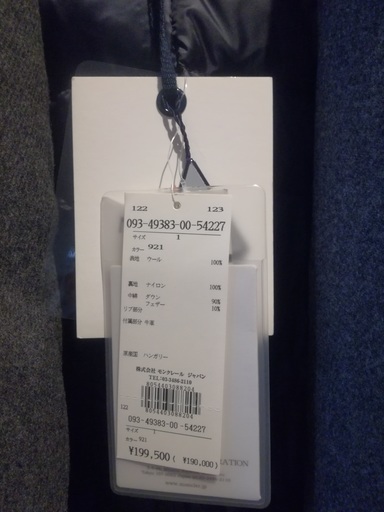 122 123
093-49383-00-54227
サイズ 1
カラー 921
表地 ウール 100%
裏地 ナイロン 100%
中綿 ダウン 90%
フェザー 10%
リブ部分
付属部分 牛革
原産国 ハンガリー
株式会社 モンクレール ジャパン
8054403088204
122
093-49383-00-54227
サイズ 1
カラー 921
¥199,500( ¥190,000)